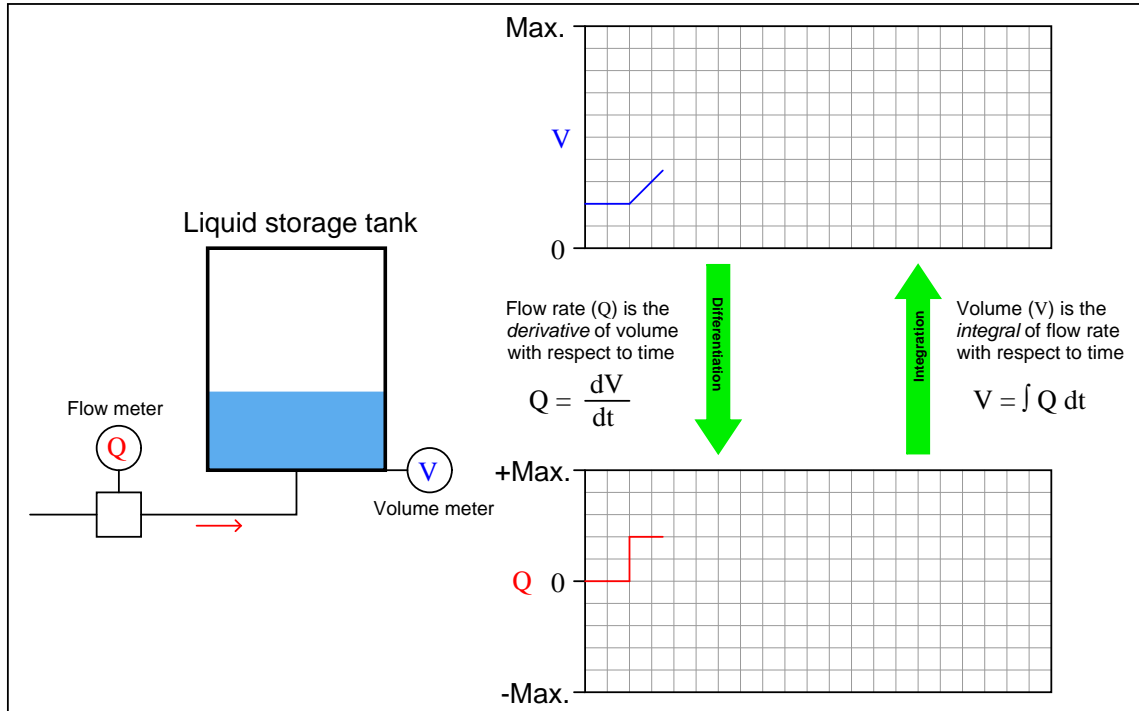 Max.
V
0
Liquid storage tank
Flow meter
Q
V
Volume meter
Flow rate (Q) is the
derivative of volume
with respect to time
Q = dV
dt
Differentiation
Integration
Volume (V) is the
integral of flow rate
with respect to time
V = ∫ Q dt
+Max.
Q 0
-Max.